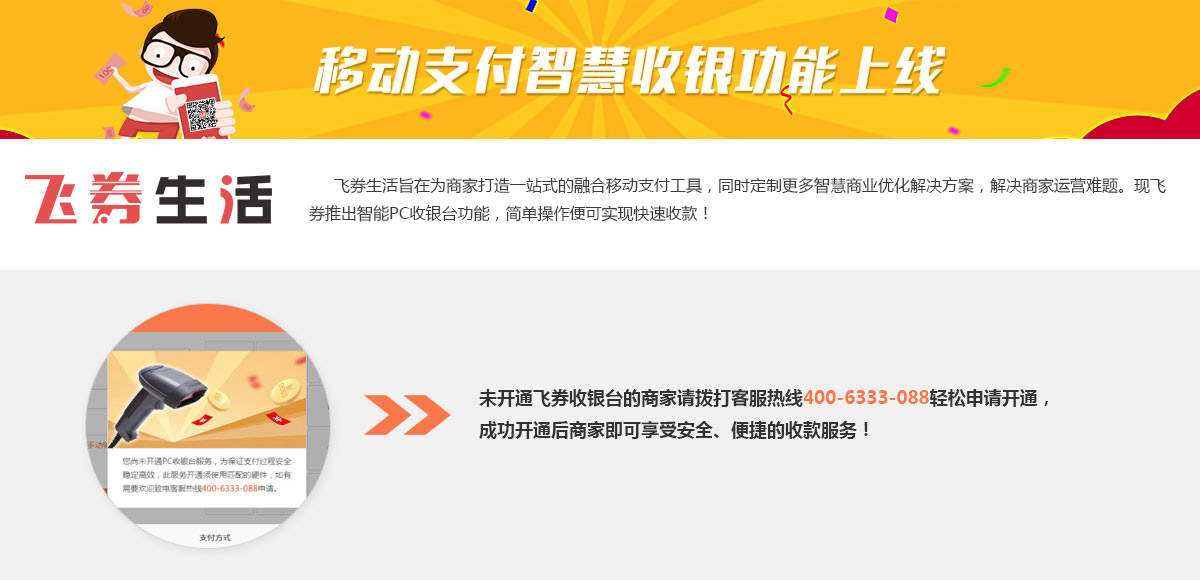 移动支付智慧收银功能上线
飞券生活
飞券生活旨在为商家打造一站式的融合移动支付工具，同时定制更多智慧商业优化解决方案，解决商家运营难题。现飞
券推出智能PC收银台功能，简单操作便可实现快速收款！
未开通飞券收银台的商家请拨打客服热线400-6333-088轻松申请开通，
成功开通后商家即可享受安全、便捷的收款服务！
您尚未开通PC收银台服务，为保证支付过程安全
稳定高效，此服务开通须使用匹配的硬件，如有
需要欢迎致电客服热线400-6333-088申请。
支付方式